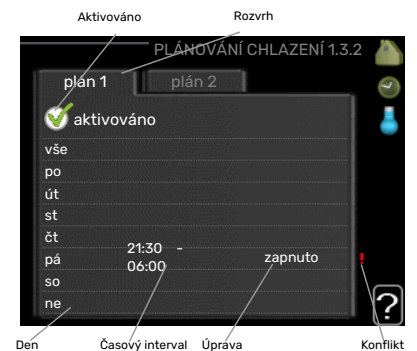 Aktivováno Rozvrh
PLÁNOVÁNÍ CHLAZENÍ 1.3.2
plán 1 plán 2
aktivováno
vše
po
út
st
čt
pá 21:30 - 06:00 zapnuto !
so
ne
?
Den Časový interval Úprava Konflikt